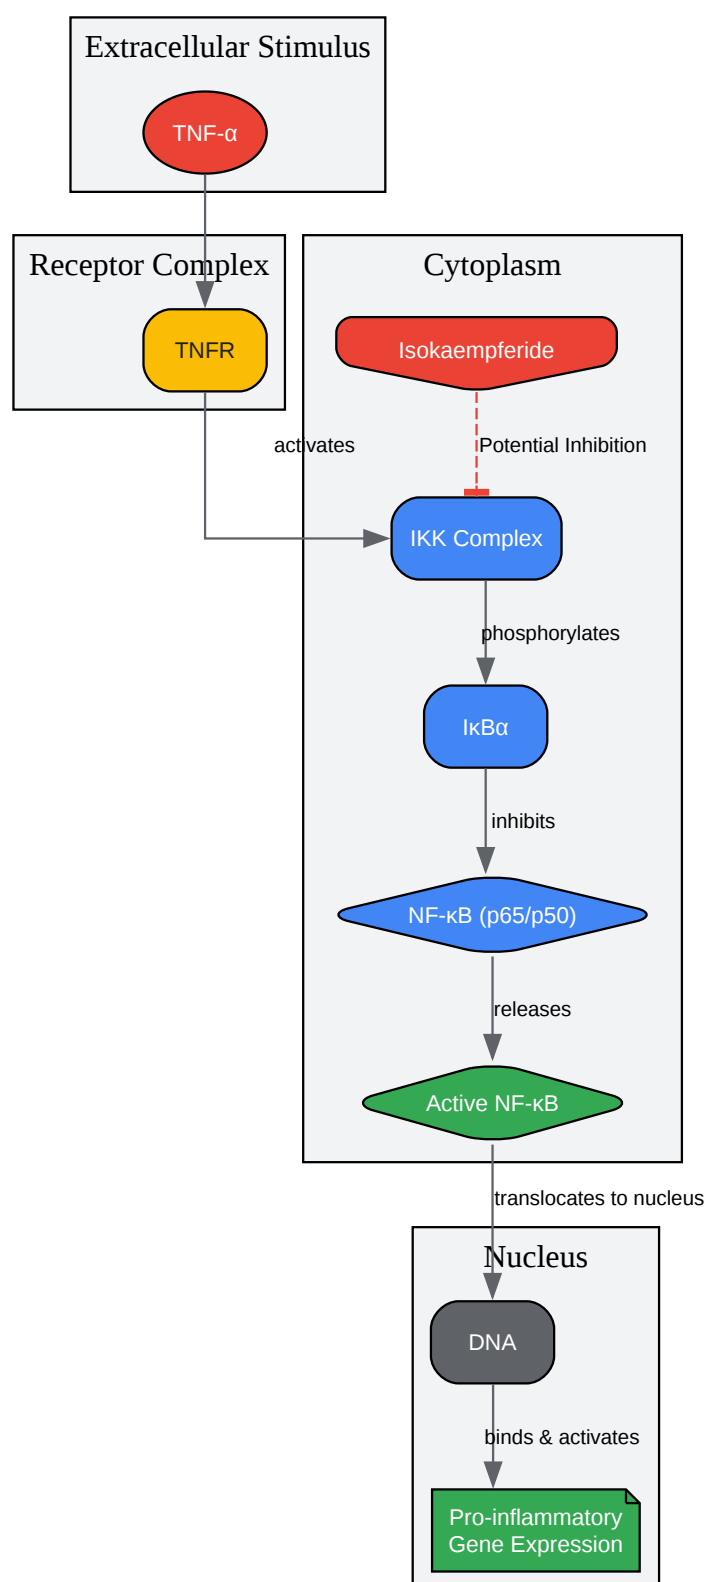 Extracellular Stimulus
TNF-α
Receptor Complex
Cytoplasm
TNFR
Isokaempferide
activates
Potential Inhibition
IKK Complex
phosphorylates
IκBα
inhibits
NF-κB (p65/p50)
releases
Active NF-κB
translocates to nucleus
Nucleus
DNA
binds & activates
Pro-inflammatory
Gene Expression